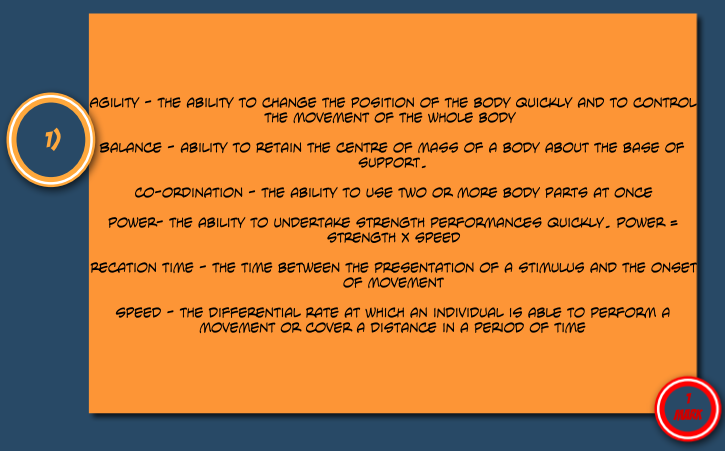 1)
AGILITY - THE ABILITY TO CHANGE THE POSITION OF THE BODY QUICKLY AND TO CONTROL
THE MOVEMENT OF THE WHOLE BODY
BALANCE - ABILITY TO RETAIN THE CENTRE OF MASS OF A BODY ABOUT THE BASE OF
SUPPORT.
CO-ORDINATION - THE ABILITY TO USE TWO OR MORE BODY PARTS AT ONCE
POWER- THE ABILITY TO UNDERTAKE STRENGTH PERFORMANCES QUICKLY. POWER =
STRENGTH X SPEED
RECATION TIME - THE TIME BETWEEN THE PRESENTATION OF A STIMULUS AND THE ONSET
OF MOVEMENT
SPEED - THE DIFFERENTIAL RATE AT WHICH AN INDIVIDUAL IS ABLE TO PERFORM A
MOVEMENT OR COVER A DISTANCE IN A PERIOD OF TIME